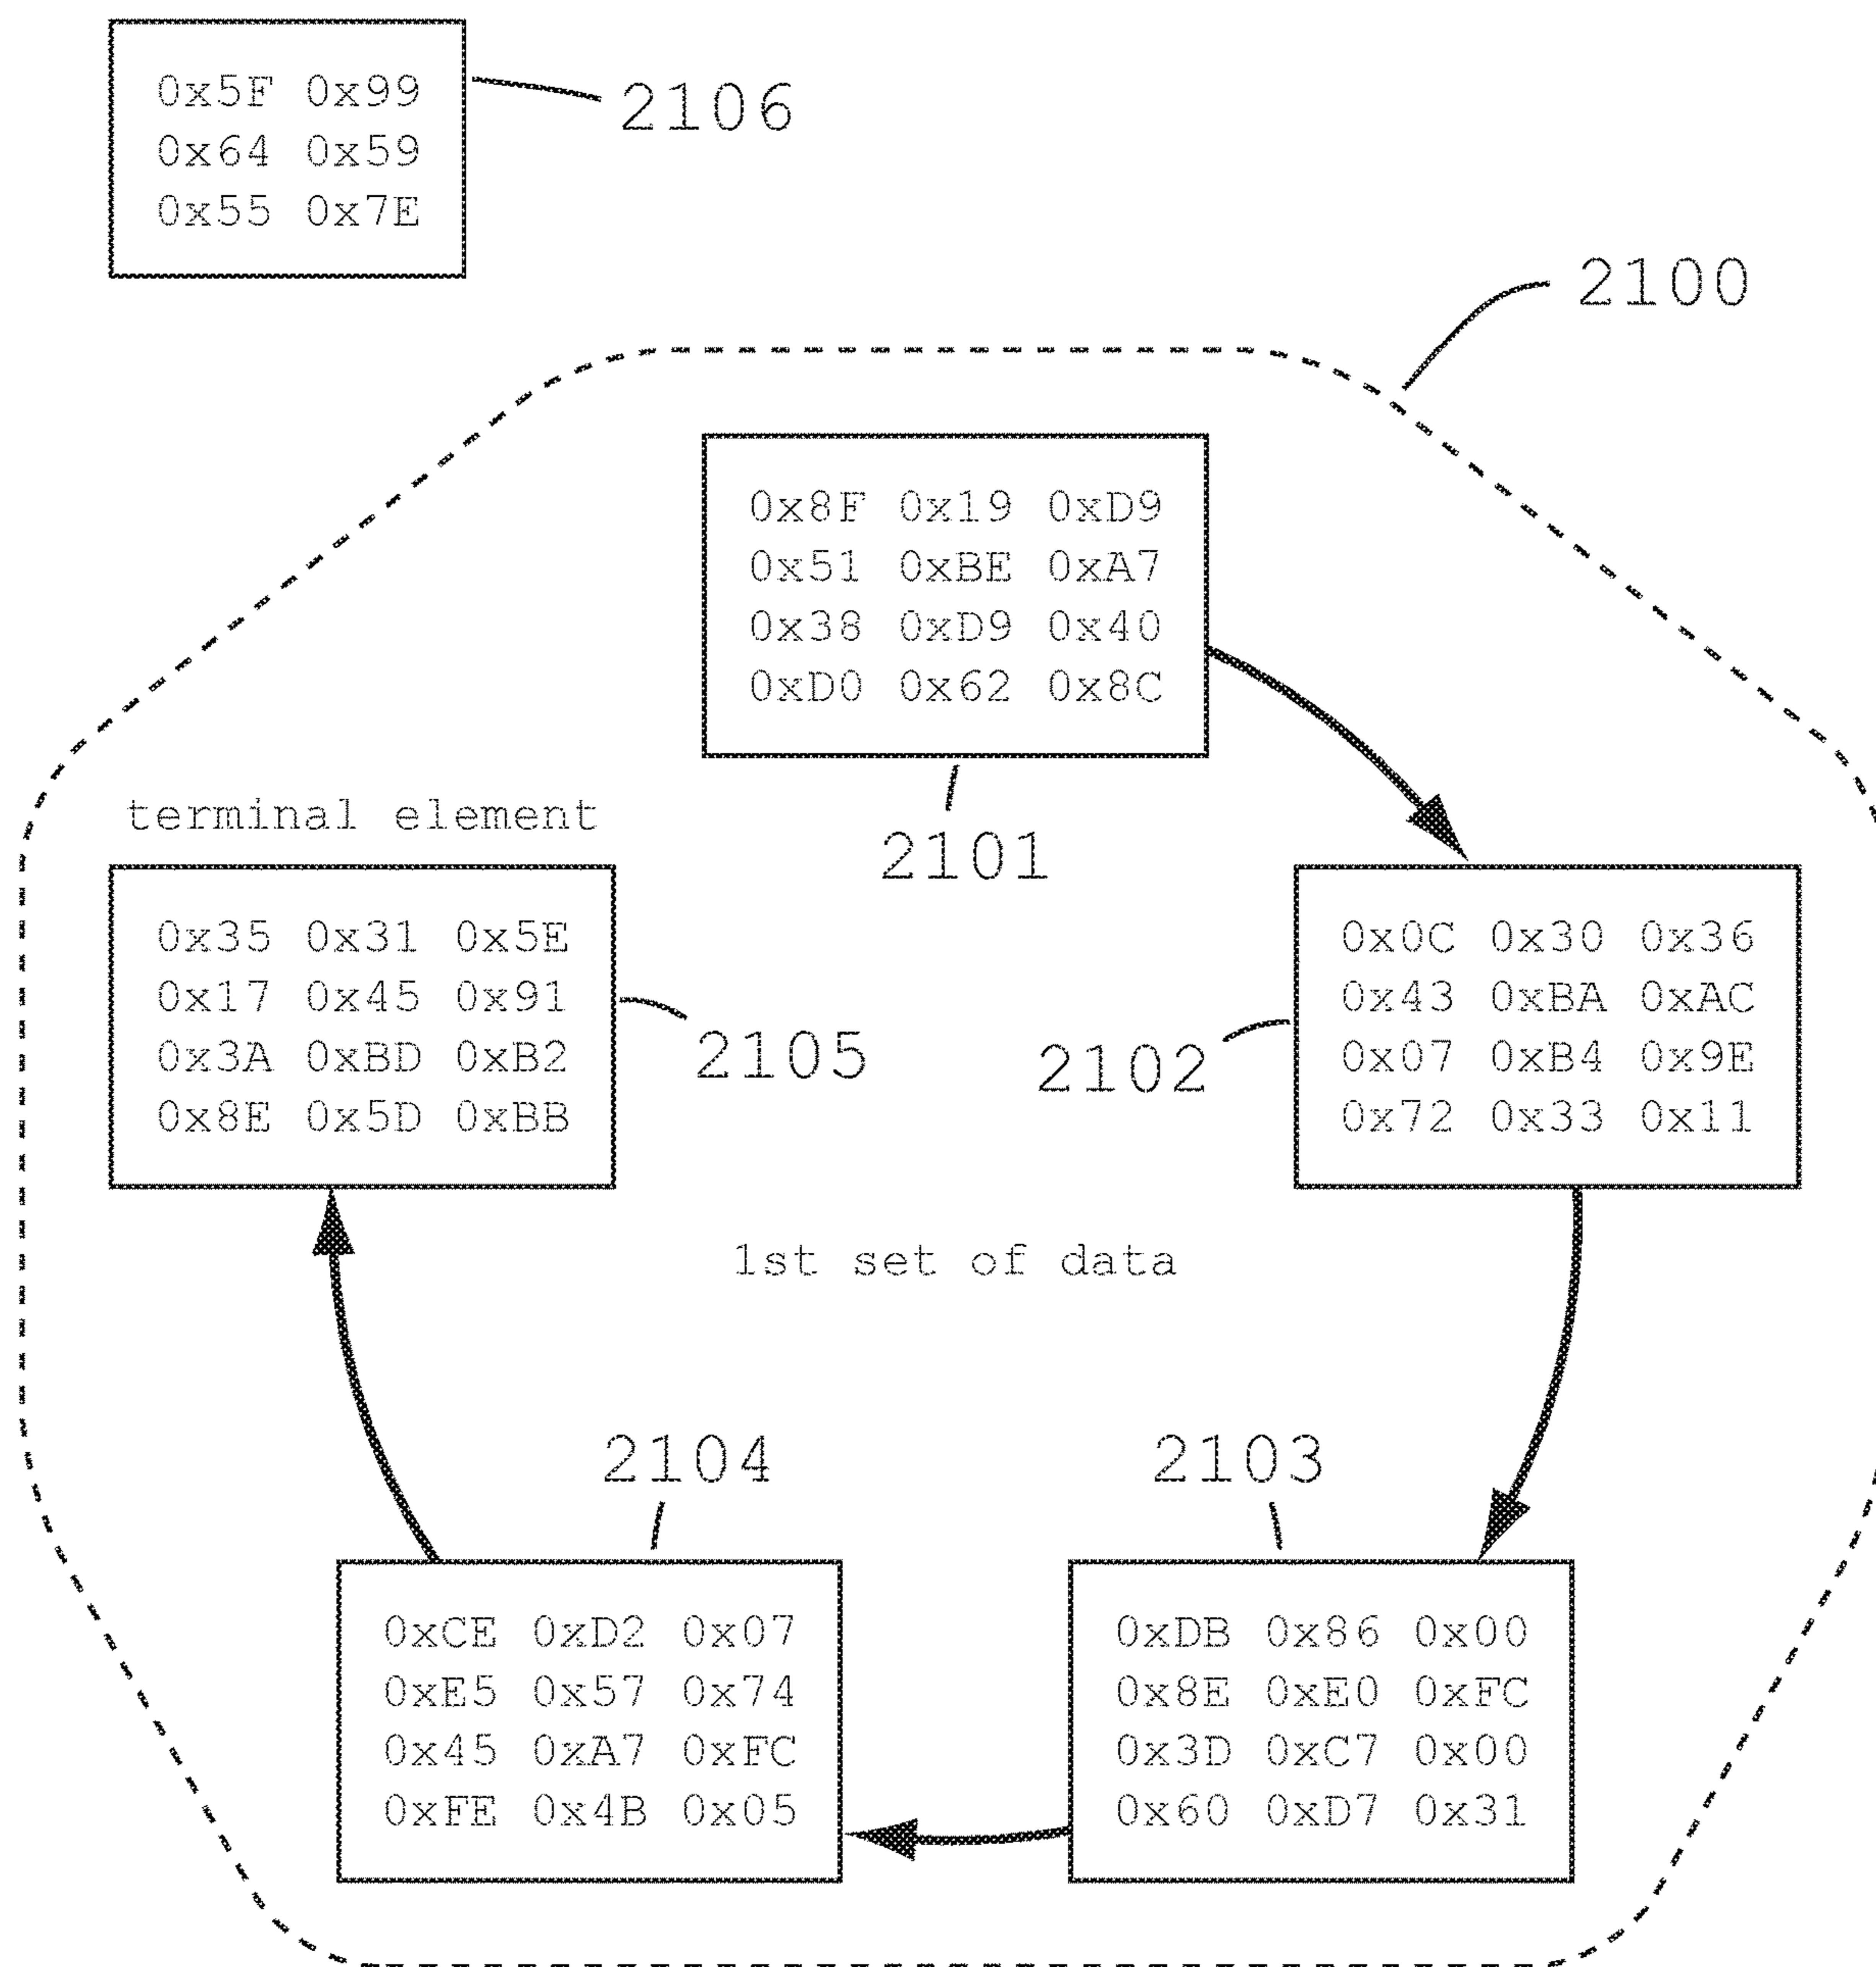 0x5F 0x99
0x64 0x59
0x55 0x7E
2106
2100
0x8F 0x19 0xD9
0x51 0xBE 0xA7
0x38 0xD9 0x40
0xD0 0x62 0x8C
2101
terminal element
0x35 0x31 0x5E
0x17 0x45 0x91
0x3A 0xBD 0xB2
0x8E 0x5D 0xBB
2105
2102
0x0C 0x30 0x36
0x43 0xBA 0xAC
0x07 0xB4 0x9E
0x72 0x33 0x11
1st set of data
2104
2103
0xCE 0xD2 0x07
0xE5 0x57 0x74
0x45 0xA7 0xFC
0xFE 0x4B 0x05
0xDB 0x86 0x00
0x8E 0xE0 0xFC
0x3D 0xC7 0x00
0x60 0xD7 0x31